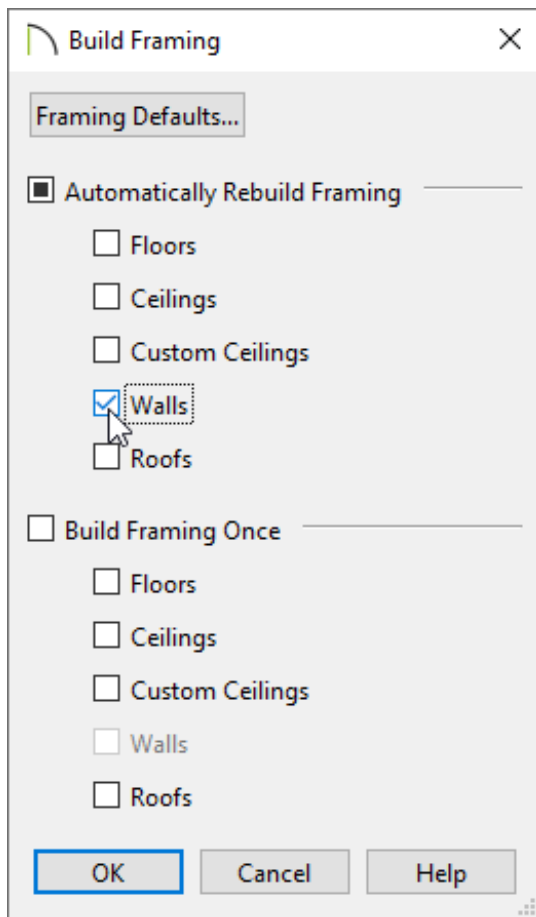 Build Framing
Framing Defaults...
Automatically Rebuild Framing
Floors
Ceilings
Custom Ceilings
Walls
Roofs
Build Framing Once
Floors
Ceilings
Custom Ceilings
Walls
Roofs
OK Cancel Help